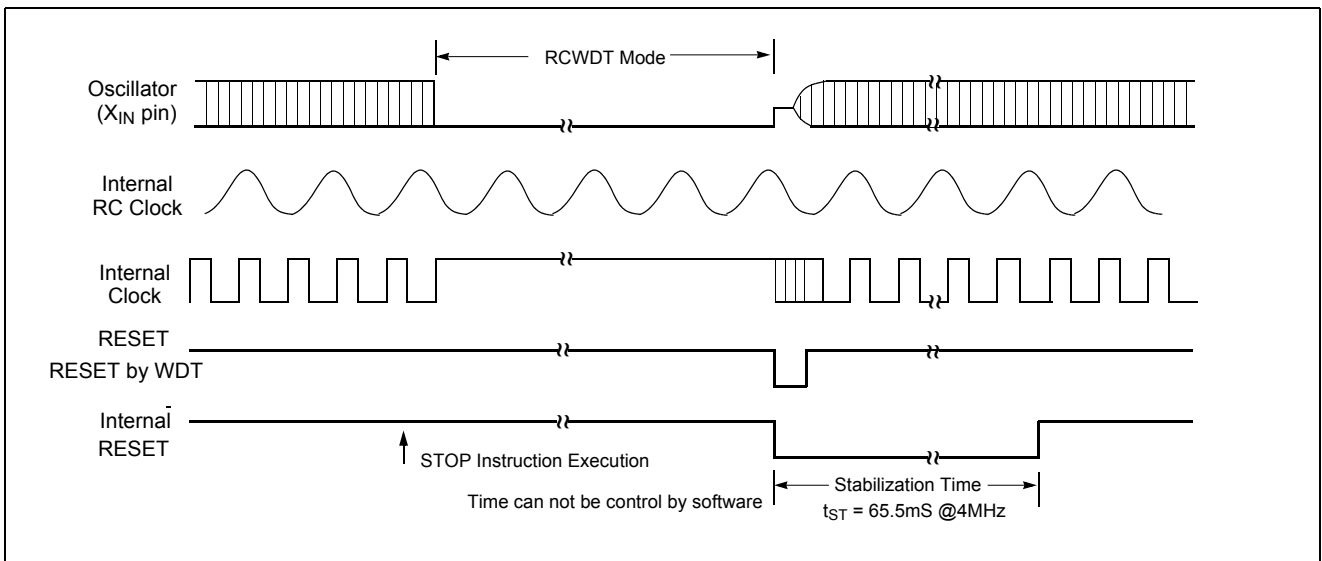 RCWDT Mode
Oscillator
(XIN pin)
Internal
RC Clock
Internal
Clock
RESET
RESET by WDT
Internal
RESET
STOP Instruction Execution
Time can not be control by software
Stabilization Time
tST = 65.5mS @4MHz